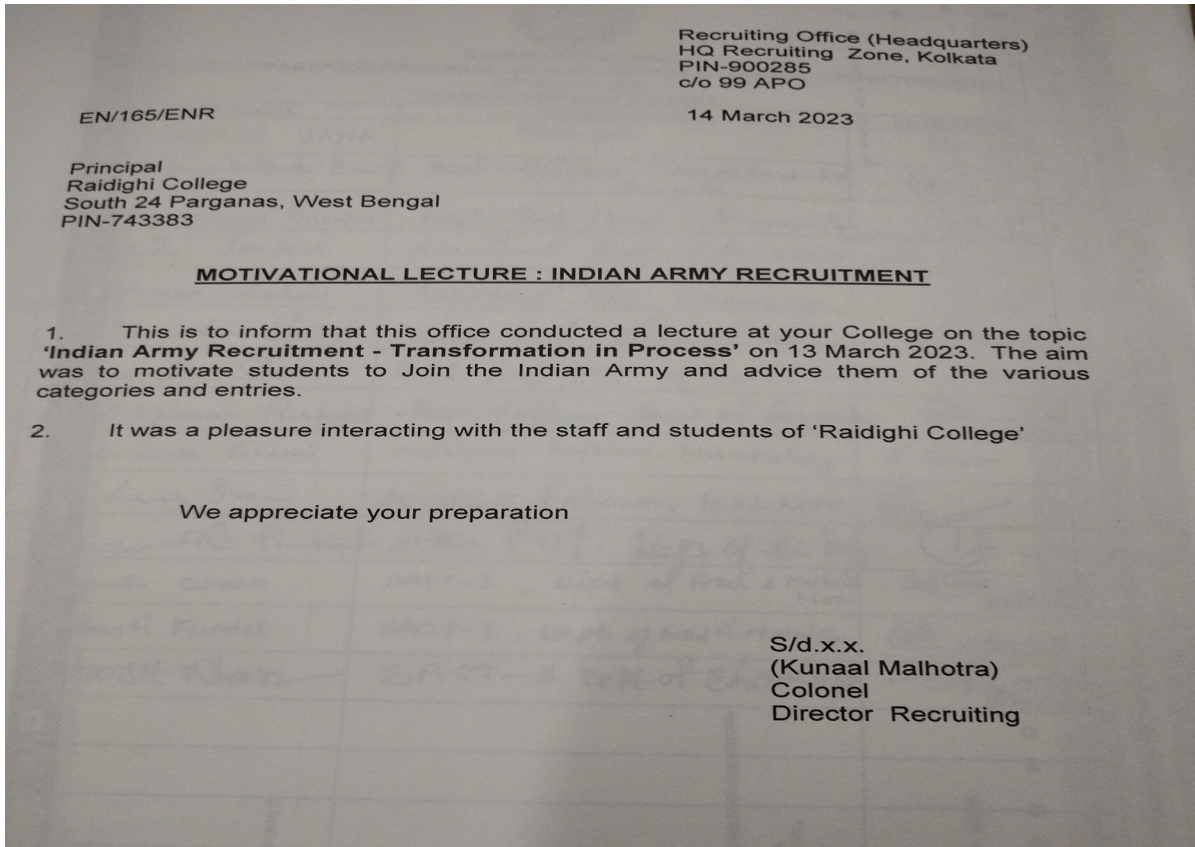 Recruiting Office (Headquarters)
HQ Recruiting Zone, Kolkata
PIN-900285
c/o 99 APO
EN/165/ENR
14 March 2023
Principal
Raidighi College
South 24 Parganas, West Bengal
PIN-743383
MOTIVATIONAL LECTURE : INDIAN ARMY RECRUITMENT
1. This is to inform that this office conducted a lecture at your College on the topic
‘Indian Army Recruitment - Transformation in Process’ on 13 March 2023. The aim
was to motivate students to Join the Indian Army and advice them of the various
categories and entries.
2. It was a pleasure interacting with the staff and students of ‘Raidighi College’
We appreciate your preparation
S/d.x.x.
(Kunaal Malhotra)
Colonel
Director Recruiting